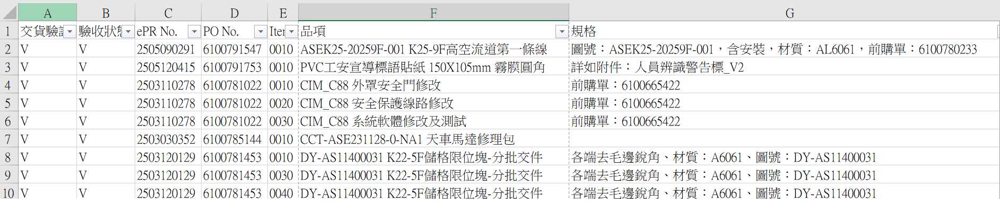 A B C D E F G
1 交貨驗 驗收狀態 ePR No. PO No. Iter 品項 規格
2 V V 2505090291 6100791547 0010 ASEK25-20259F-001 K25-9F高空流道第一條線 圖號：ASEK25-20259F-001，含安裝，材質：AL6061，前購單：6100780233
3 V V 2505120415 6100791753 0010 PVC工安宣導標語貼紙 150X105mm 霧膜圓角 詳如附件：人員辨識警告標_V2
4 V V 2503110278 6100781022 0010 CIM_C88 外罩安全門修改 前購單：6100665422
5 V V 2503110278 6100781022 0020 CIM_C88 安全保護線路修改 前購單：6100665422
6 V V 2503110278 6100781022 0030 CIM_C88 系統軟體修改及測試 前購單：6100665422
7 V V 2503030352 6100785144 0010 CCT-ASE231128-0-NA1 天車馬達修理包
8 V V 2503120129 6100781453 0010 DY-AS11400031 K22-5F儲格限位塊-分批文件 各端去毛邊銳角、材質：A6061、圖號：DY-AS11400031
9 V V 2503120129 6100781453 0030 DY-AS11400031 K22-5F儲格限位塊-分批文件 各端去毛邊銳角、材質：A6061、圖號：DY-AS11400031
10 V V 2503120129 6100781453 0040 DY-AS11400031 K22-5F儲格限位塊-分批文件 各端去毛邊銳角、材質：A6061、圖號：DY-AS11400031